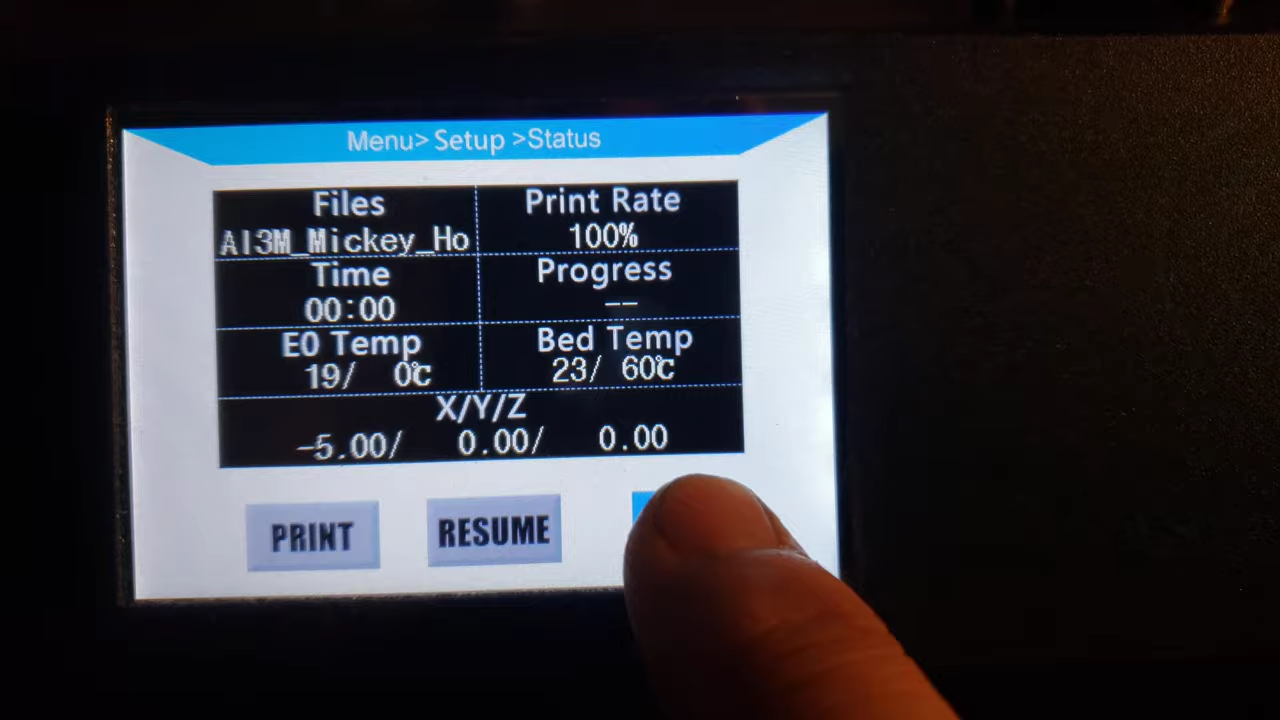 Menu> Setup >Status
Files
AI3M_Mickey_Ho
Print Rate
100%
Time
00:00
Progress
--
E0 Temp
19/ 0℃
Bed Temp
23/ 60℃
X/Y/Z
-5.00/ 0.00/ 0.00
PRINT
RESUME